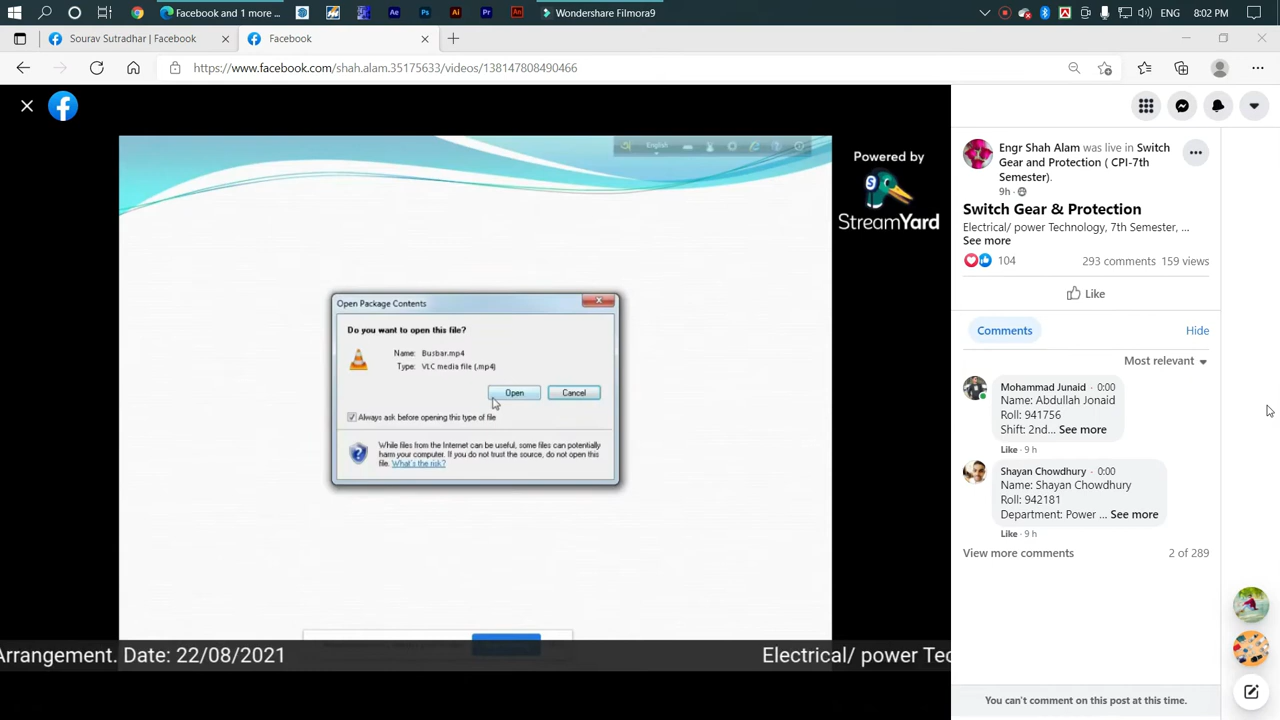 Facebook and 1 more ...
Ae
Ps
Ai
Pr
An
Wondershare Filmora9
ENG
8:02 PM
Sourav Sutradhar | Facebook
Facebook
https://www.facebook.com/shah.alam.35175633/videos/138147808490466
English
Powered by
StreamYard
Open Package Contents
Do you want to open this file?
Name: Busbar.mp4
Type: VLC media file (.mp4)
Open
Cancel
Always ask before opening this type of file
While files from the Internet can be useful, some files can potentially
harm your computer. If you do not trust the source, do not open this
file. What's the risk?
Arrangement. Date: 22/08/2021
Electrical/ power Tec
Engr Shah Alam was live in Switch
Gear and Protection ( CPI-7th
Semester).
9h
Switch Gear & Protection
Electrical/ power Technology, 7th Semester, ...
See more
104
293 comments 159 views
Like
Comments
Hide
Most relevant
Mohammad Junaid · 0:00
Name: Abdullah Jonaid
Roll: 941756
Shift: 2nd... See more
Like · 9 h
Shayan Chowdhury · 0:00
Name: Shayan Chowdhury
Roll: 942181
Department: Power ... See more
Like · 9 h
View more comments
2 of 289
You can't comment on this post at this time.